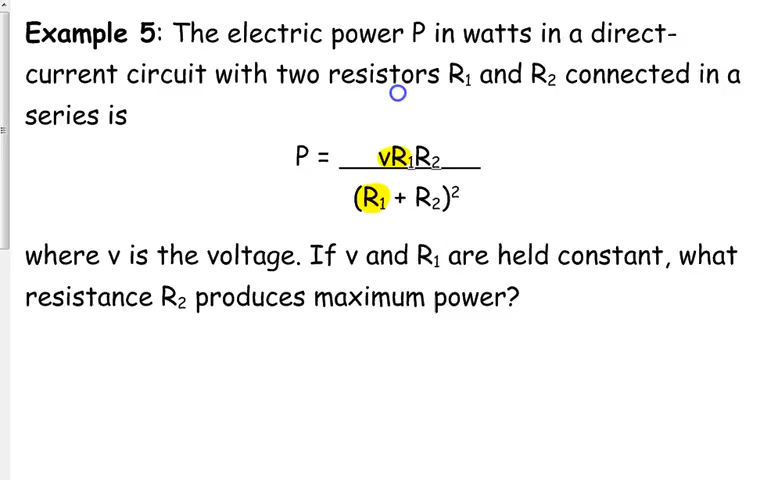 Example 5: The electric power P in watts in a direct-
current circuit with two resistors R₁ and R₂ connected in a
series is
P = vR₁R₂
(R₁ + R₂)²
where v is the voltage. If v and R₁ are held constant, what
resistance R₂ produces maximum power?